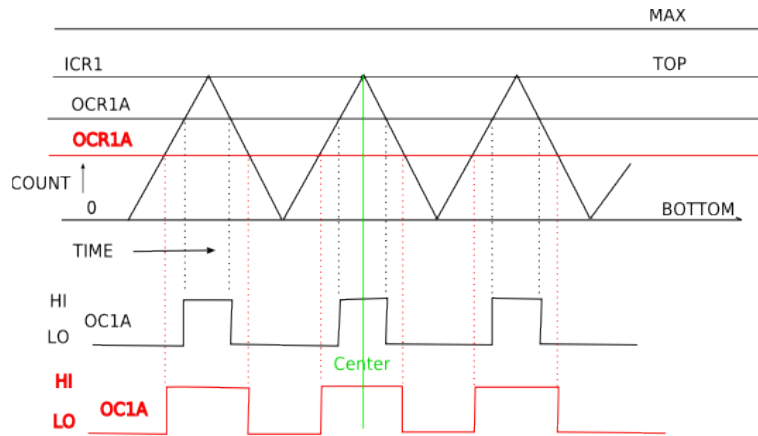 MAX
ICR1
TOP
OCR1A
OCR1A
COUNT
0
BOTTOM
TIME
HI
OC1A
LO
Center
HI
OC1A
LO